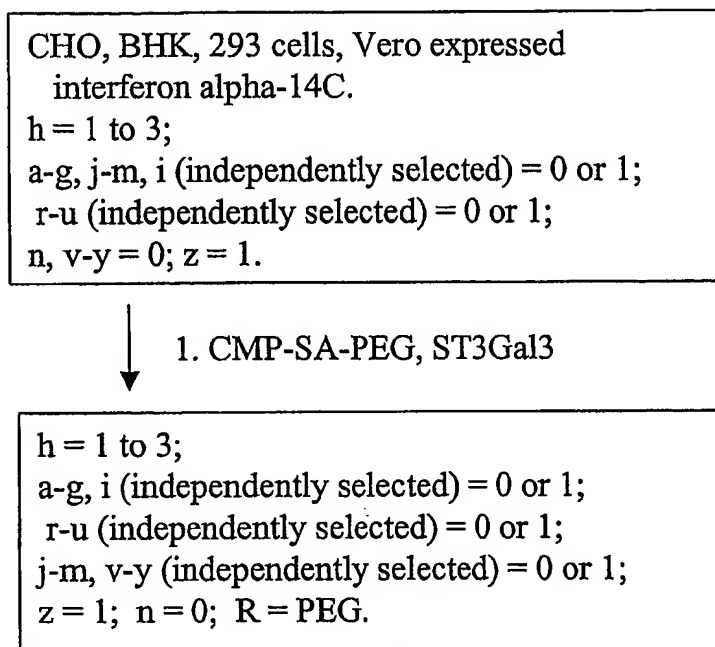 CHO, BHK, 293 cells, Vero expressed
interferon alpha-14C.
h = 1 to 3;
a-g, j-m, i (independently selected) = 0 or 1;
r-u (independently selected) = 0 or 1;
n, v-y = 0; z = 1.
1. CMP-SA-PEG, ST3Gal3
h = 1 to 3;
a-g, i (independently selected) = 0 or 1;
r-u (independently selected) = 0 or 1;
j-m, v-y (independently selected) = 0 or 1;
z = 1; n = 0; R = PEG.